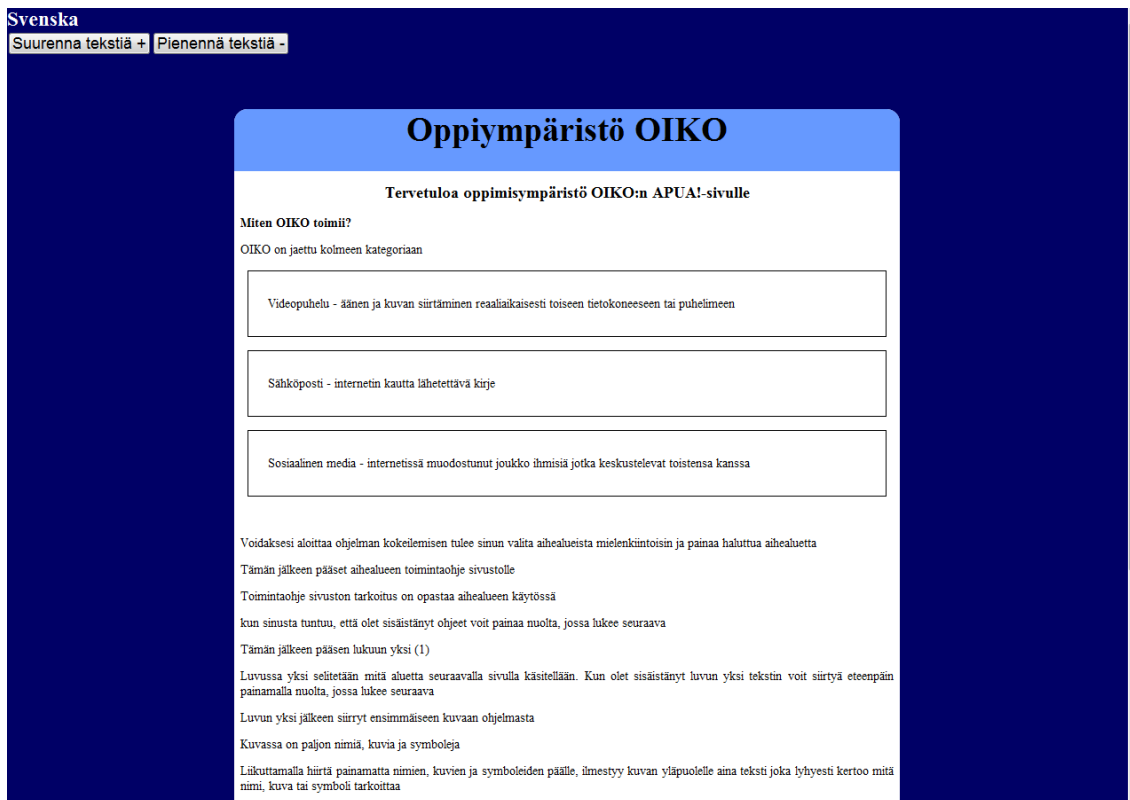 Svenska
Suurenna tekstiä + Pienennä tekstiä -
Oppiympäristö OIKO
Tervetuloa oppimisympäristö OIKO:n APUA!-sivulle
Miten OIKO toimii?
OIKO on jaettu kolmeen kategoriaan
Videopuhelu - äänen ja kuvan siirtäminen reaaliaikaisesti toiseen tietokoneeseen tai puhelimeen
Sähköposti - internetin kautta lähetettävä kirje
Sosiaalinen media - internetissä muodostunut joukko ihmisiä jotka keskustelevat toistensa kanssa
Voidaksesi aloittaa ohjelman kokeilemisen tulee sinun valita aihealueista mielenkiintoisin ja painaa haluttua aihealuetta
Tämän jälkeen pääset aihealueen toimintaohje sivustolle
Toimintaohje sivuston tarkoitus on opastaa aihealueen käytössä
kun sinusta tuntuu, että olet sisäistänyt ohjeet voit painaa nuolta, jossa lukee seuraava
Tämän jälkeen pääsen lukuun yksi (1)
Luvussa yksi selitetään mitä aluetta seuraavalla sivulla käsitellään. Kun olet sisäistänyt luvun yksi tekstin voit siirtyä eteenpäin
painamalla nuolta, jossa lukee seuraava
Luvun yksi jälkeen siirryt ensimmäiseen kuvaan ohjelmasta
Kuvassa on paljon nimiä, kuvia ja symboleja
Liikuttamalla hiirtä painamatta nimien, kuvien ja symboleiden päälle, ilmestyy kuvan yläpuolelle aina teksti joka lyhyesti kertoo mitä
nimi, kuva tai symboli tarkoittaa